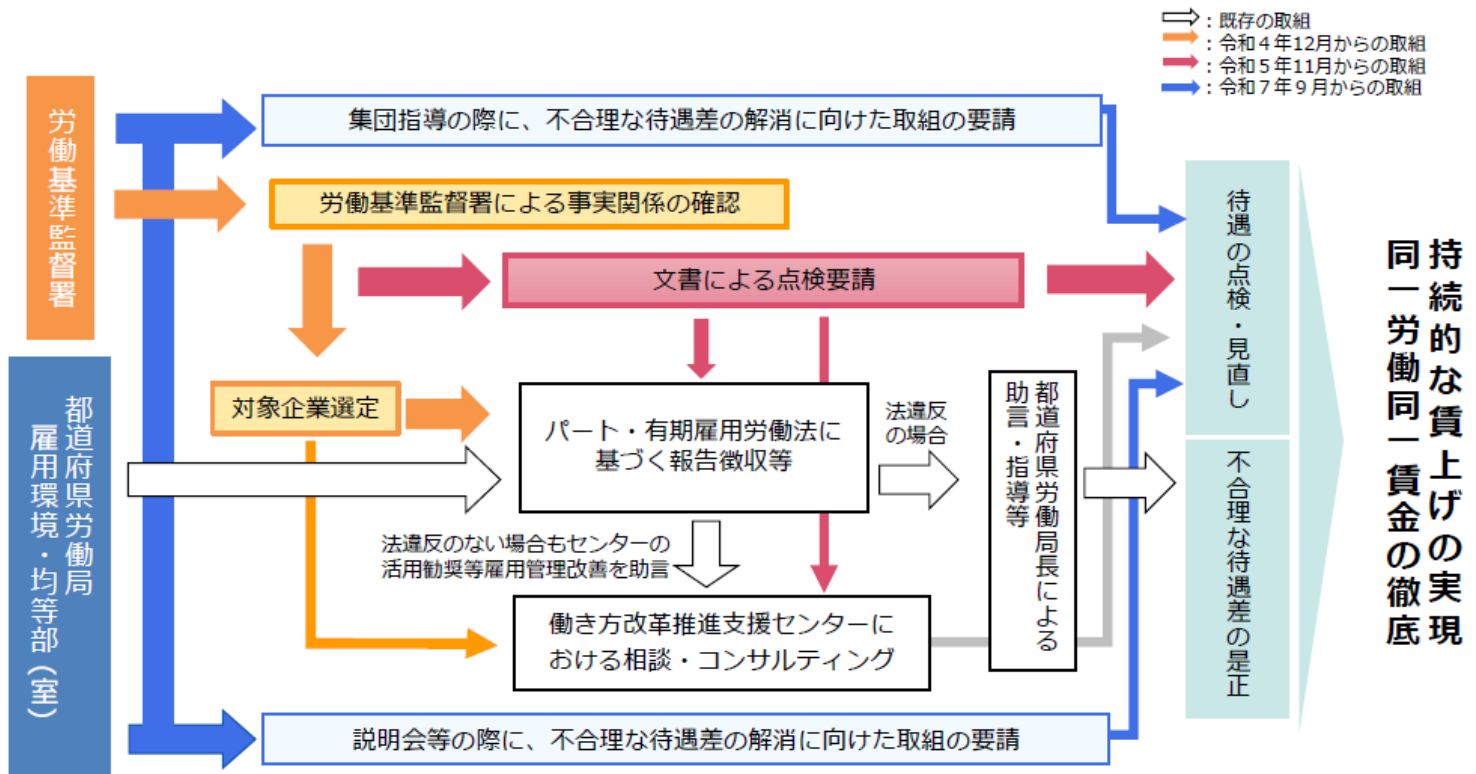 ：既存の取組
：令和４年12月からの取組
：令和５年11月からの取組
：令和７年９月からの取組
労働基準監督署
集団指導の際に、不合理な待遇差の解消に向けた取組の要請
労働基準監督署による事実関係の確認
文書による点検要請
対象企業選定
パート・有期雇用労働法に
基づく報告徴収等
法違反
の場合
都道府県労働局長による
助言・指導等
法違反のない場合もセンターの
活用勧奨等雇用管理改善を助言
働き方改革推進支援センターに
おける相談・コンサルティング
都道府県労働局
雇用環境・均等部（室）
説明会等の際に、不合理な待遇差の解消に向けた取組の要請
待遇の点検・見直し
不合理な待遇差の是正
持続的な賃上げの実現
同一労働同一賃金の徹底